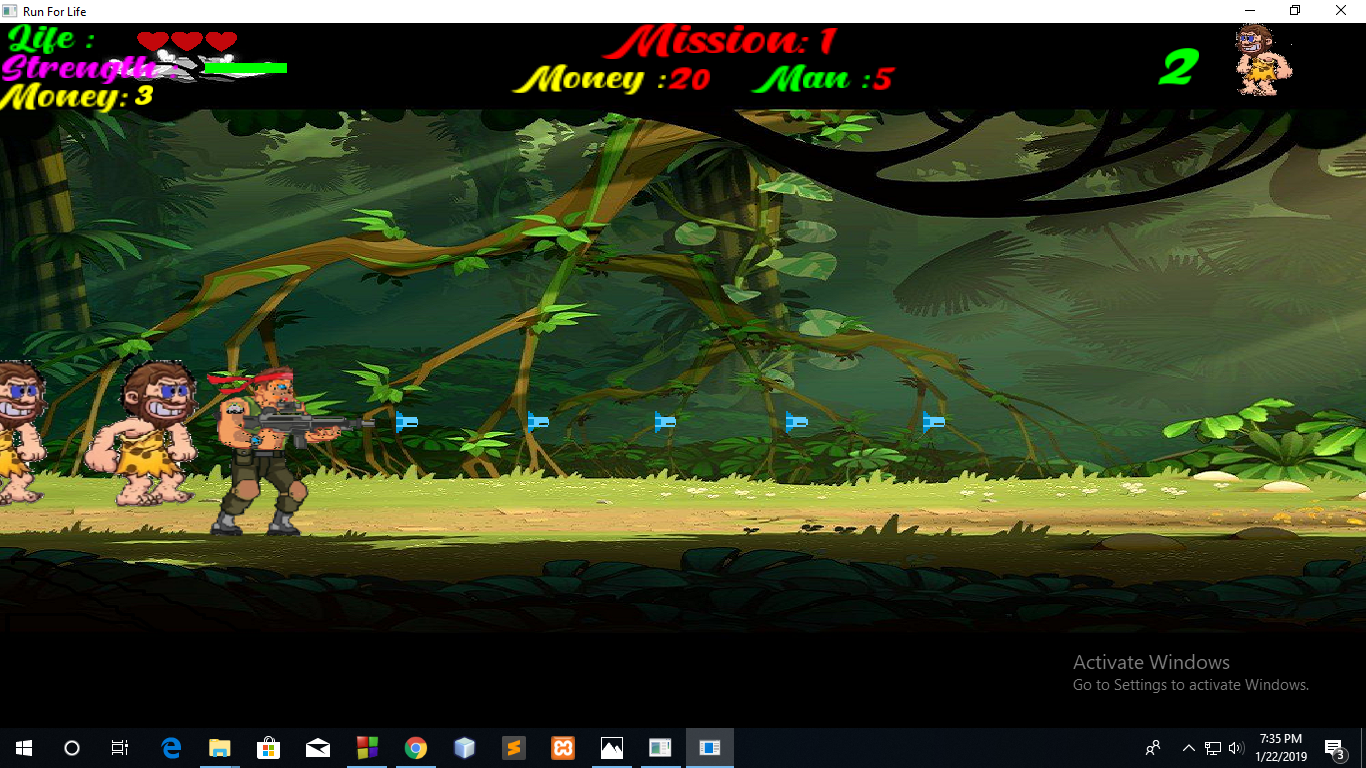 Run For Life
Life :
Strength :
Money: 3
Mission: 1
Money :20 Man :5
2
Activate Windows
Go to Settings to activate Windows.
7:35 PM
1/22/2019
3